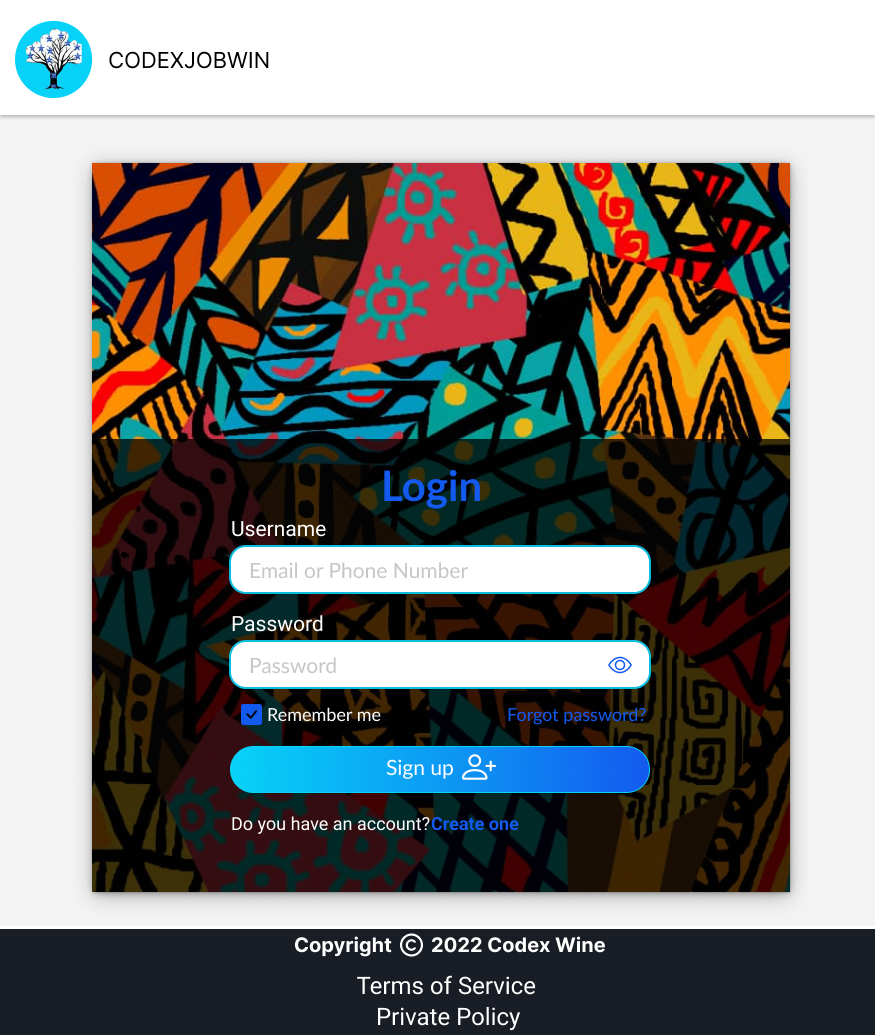 CODEXJOBWIN
Login
Username
Email or Phone Number
Password
Password
Remember me Forgot password?
Sign up
Do you have an account?Create one
Copyright © 2022 Codex Wine
Terms of Service
Private Policy